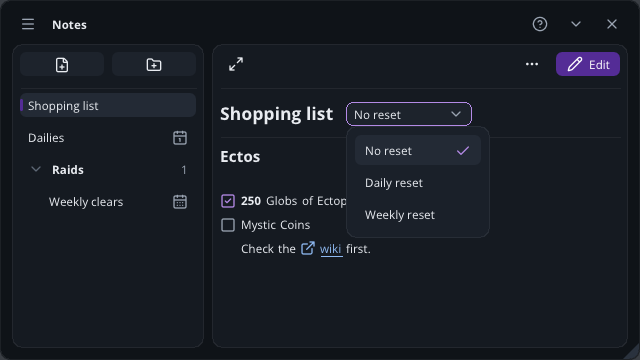 Notes
Edit
Shopping list
Dailies
Raids 1
Weekly clears
Shopping list No reset
No reset
Daily reset
Weekly reset
Ectos
250 Globs of
Mystic Coins
Check the wiki first.